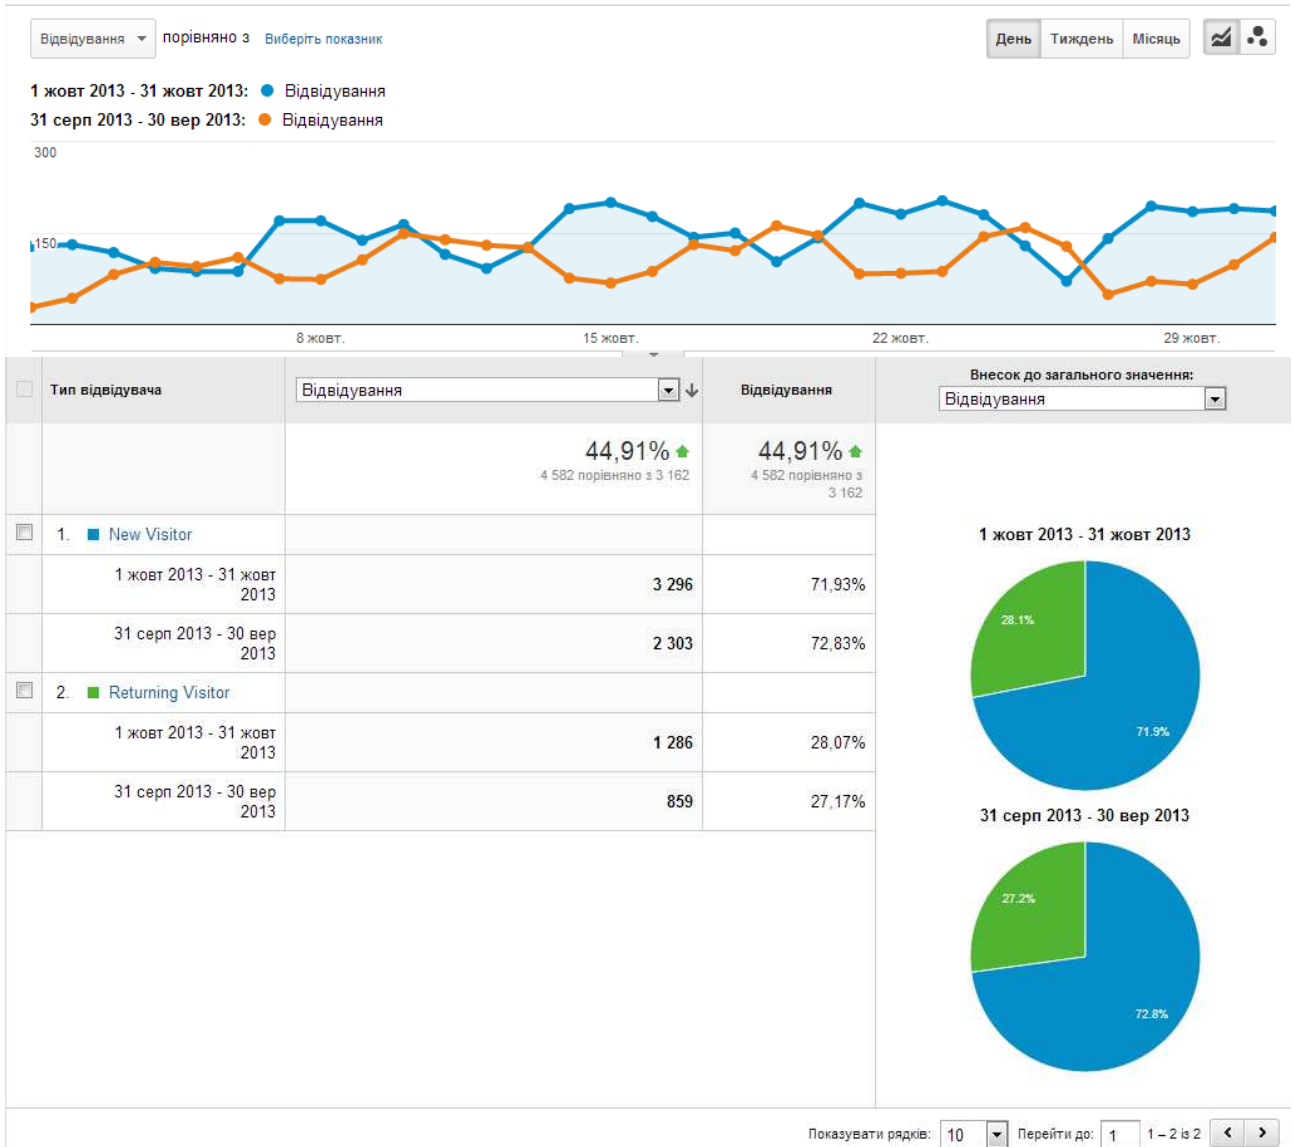 Відвідування порівняно з Виберіть показник День Тиждень Місяць
1 жовт 2013 - 31 жовт 2013: Відвідування
31 серп 2013 - 30 вер 2013: Відвідування
300
150
8 жовт. 15 жовт. 22 жовт. 29 жовт.
Тип відвідувача Відвідування Відвідування
Внесок до загального значення:
Відвідування
44,91% 44,91%
4 582 порівняно з 3 162 4 582 порівняно з
3 162
1. New Visitor
1 жовт 2013 - 31 жовт
2013 3 296 71,93%
31 серп 2013 - 30 вер
2013 2 303 72,83%
2. Returning Visitor
1 жовт 2013 - 31 жовт
2013 1 286 28,07%
31 серп 2013 - 30 вер
2013 859 27,17%
1 жовт 2013 - 31 жовт 2013
28.1%
71.9%
31 серп 2013 - 30 вер 2013
27.2%
72.8%
Показувати рядків: 10 Перейти до: 1 1 – 2 із 2